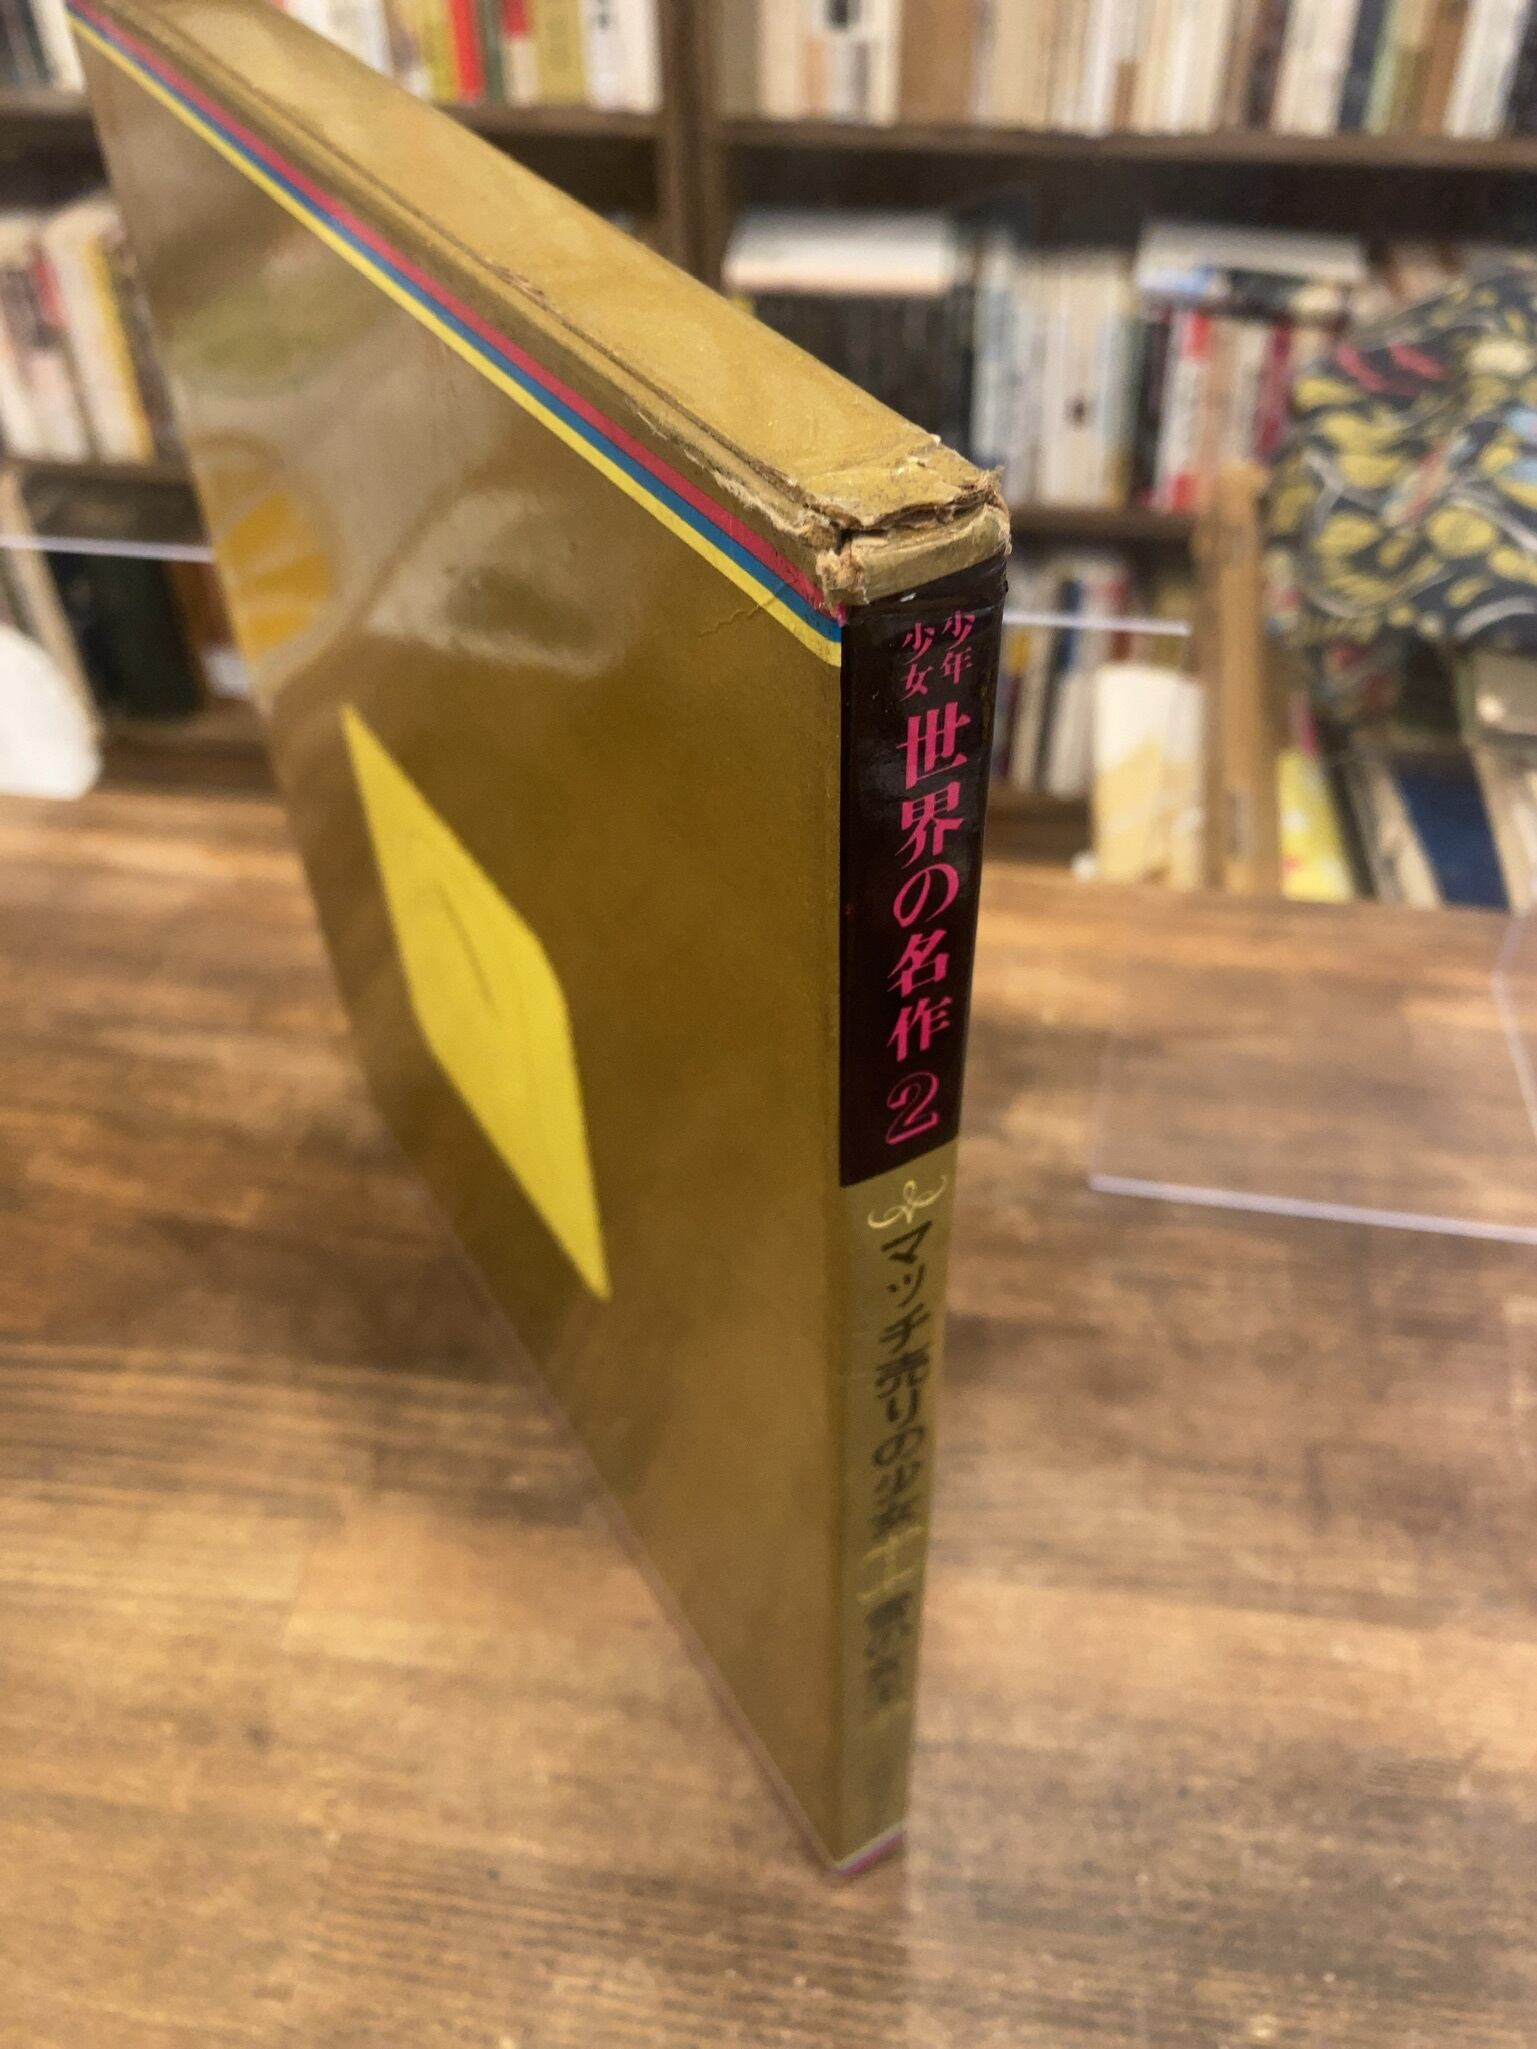 少年
少女
世界の名作 2
マッチ売りの少女